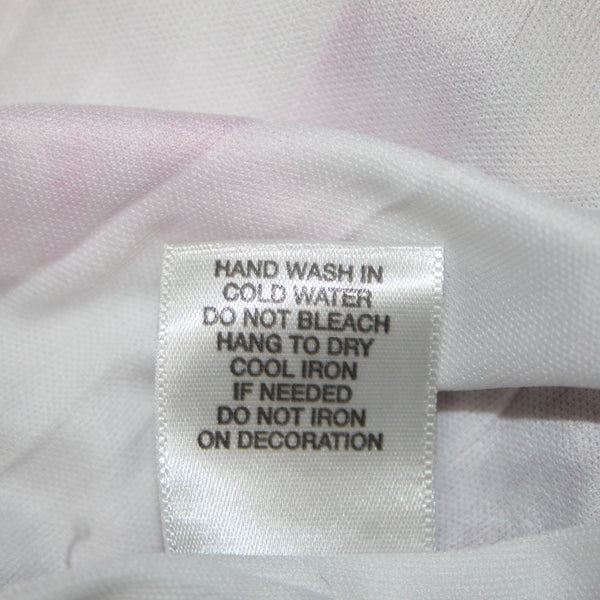 HAND WASH IN
COLD WATER
DO NOT BLEACH
HANG TO DRY
COOL IRON
IF NEEDED
DO NOT IRON
ON DECORATION